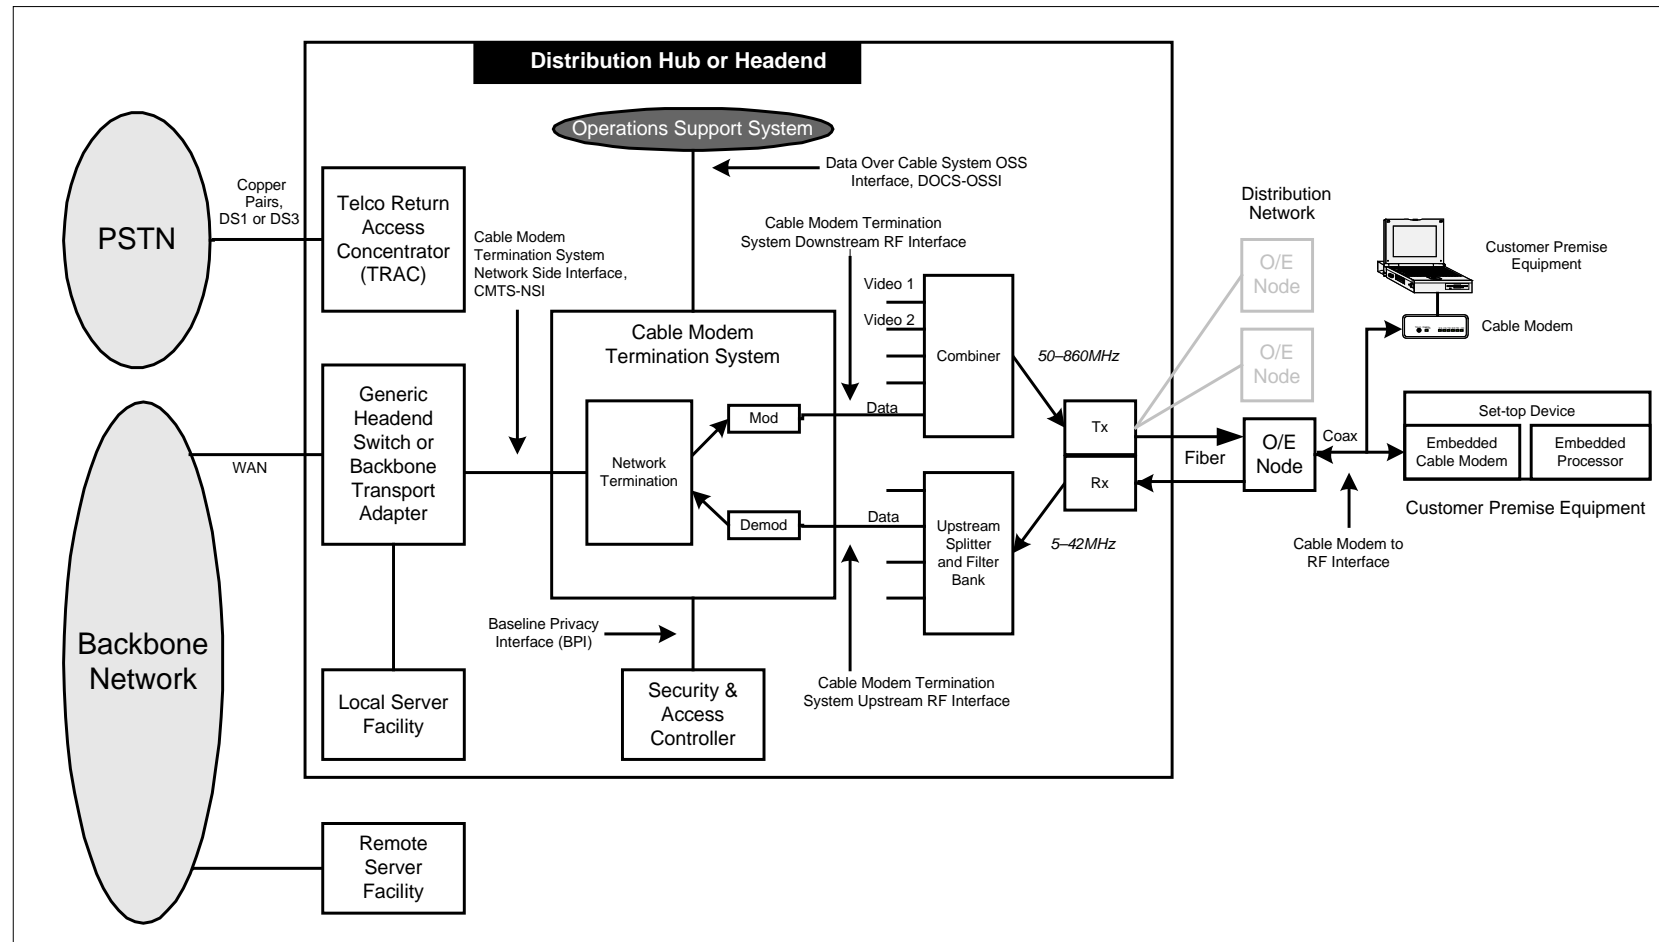 Distribution Hub or Headend
Operations Support System
Data Over Cable System OSS
Interface, DOCS-OSSI
PSTN
Copper
Pairs,
DS1 or DS3
Telco Return
Access
Concentrator
(TRAC)
Cable Modem
Termination System
Network Side Interface,
CMTS-NSI
Cable Modem Termination
System Downstream RF Interface
Distribution
Network
O/E
Node
O/E
Node
Customer Premise
Equipment
Cable Modem
Video 1
Video 2
Combiner
Data
50–860MHz
Cable Modem
Termination System
Network
Termination
Mod
Demod
Generic
Headend
Switch or
Backbone
Transport
Adapter
WAN
Tx
Rx
Fiber
O/E
Node
Coax
Set-top Device
Embedded
Cable Modem
Embedded
Processor
Customer Premise Equipment
Data
Upstream
Splitter
and Filter
Bank
5–42MHz
Cable Modem to
RF Interface
Baseline Privacy
Interface (BPI)
Backbone
Network
Local Server
Facility
Security &
Access
Controller
Cable Modem Termination
System Upstream RF Interface
Remote
Server
Facility